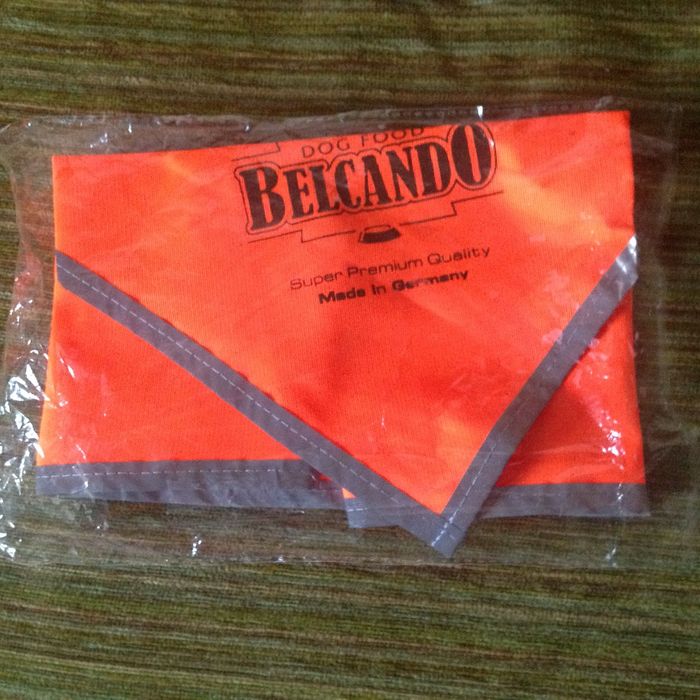 DOG FOOD
BELCANDO
Super Premium Quality
Made in Germany